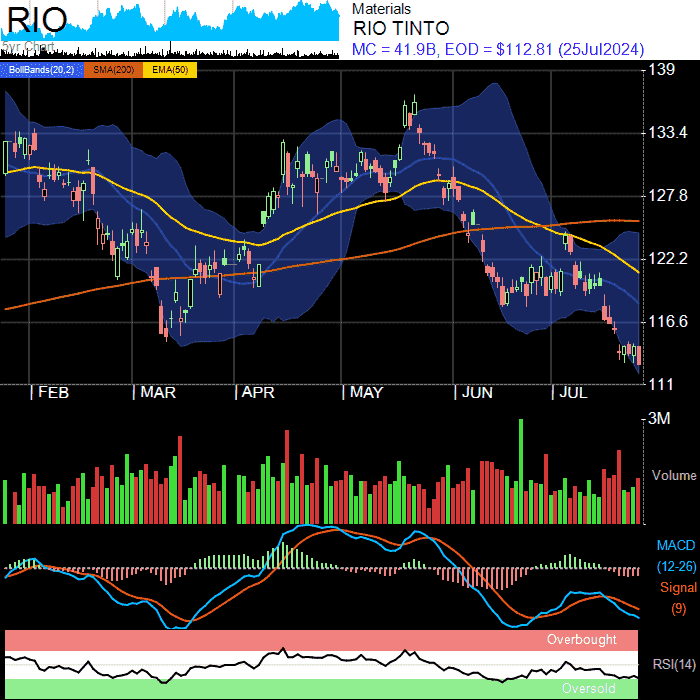 RIO
5yr Chart
Materials
RIO TINTO
MC = 41.9B, EOD = $112.81 (25Jul2024)
BollBands(20,2)
SMA(200)
EMA(50)
139
133.4
127.8
122.2
116.6
111
| FEB
| MAR
| APR
| MAY
| JUN
| JUL
3M
Volume
MACD
(12-26)
Signal
(9)
Overbought
RSI(14)
Oversold